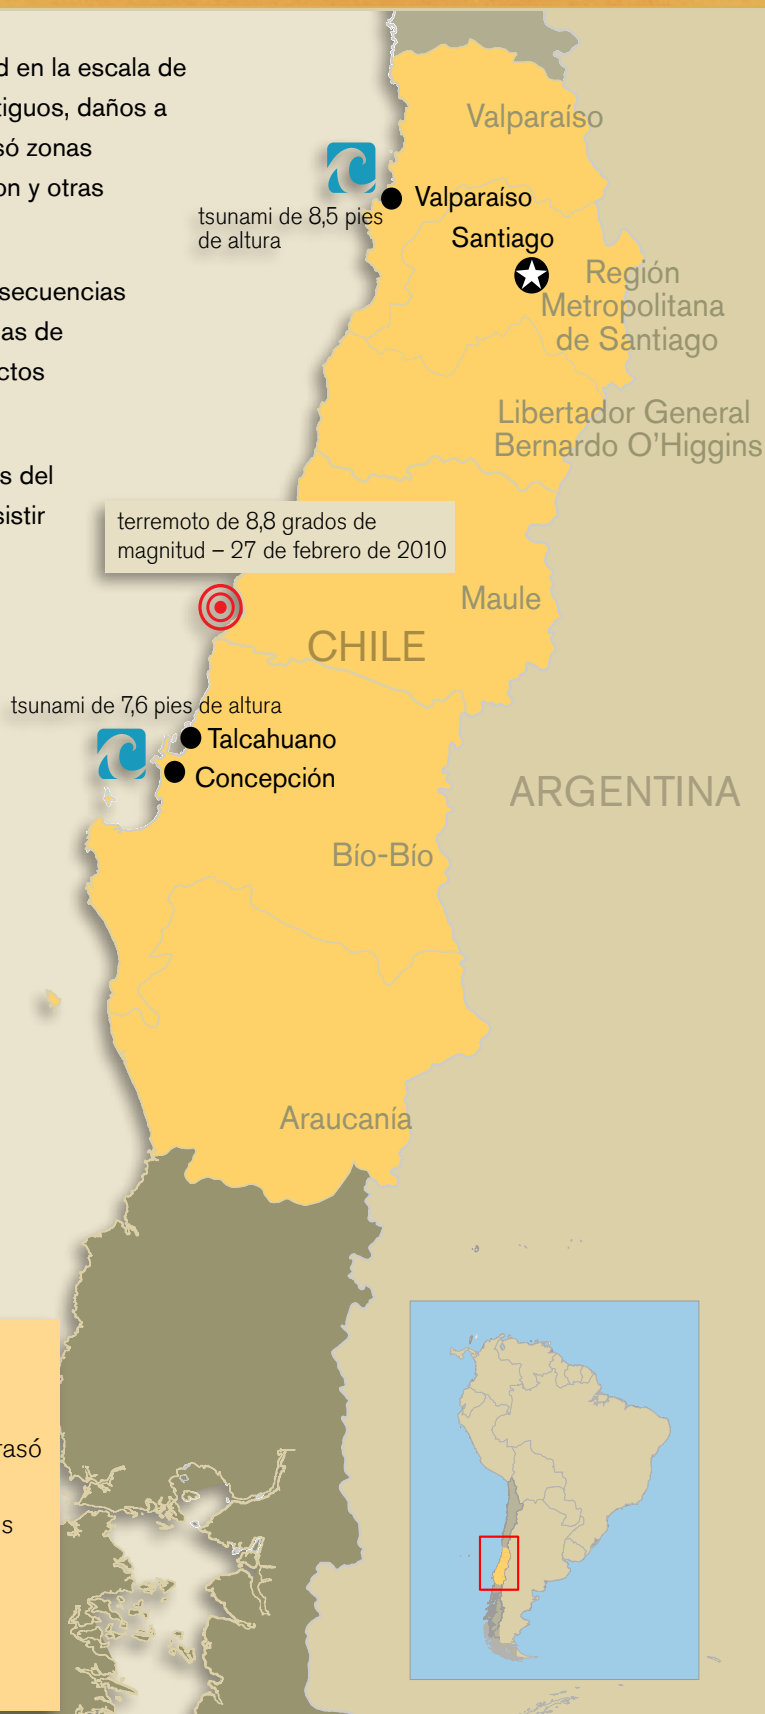 d en la escala de
tiguos, daños a
só zonas
on y otras
secuencias
as de
ctos
s del
sistir
Valparaíso
tsunami de 8,5 pies
de altura
Valparaíso
Santiago
Región
Metropolitana
de Santiago
Libertador General
Bernardo O’Higgins
terremoto de 8,8 grados de
magnitud – 27 de febrero de 2010
Maule
CHILE
tsunami de 7,6 pies de altura
Talcahuano
Concepción
ARGENTINA
Bío-Bío
Araucanía
rasó
s